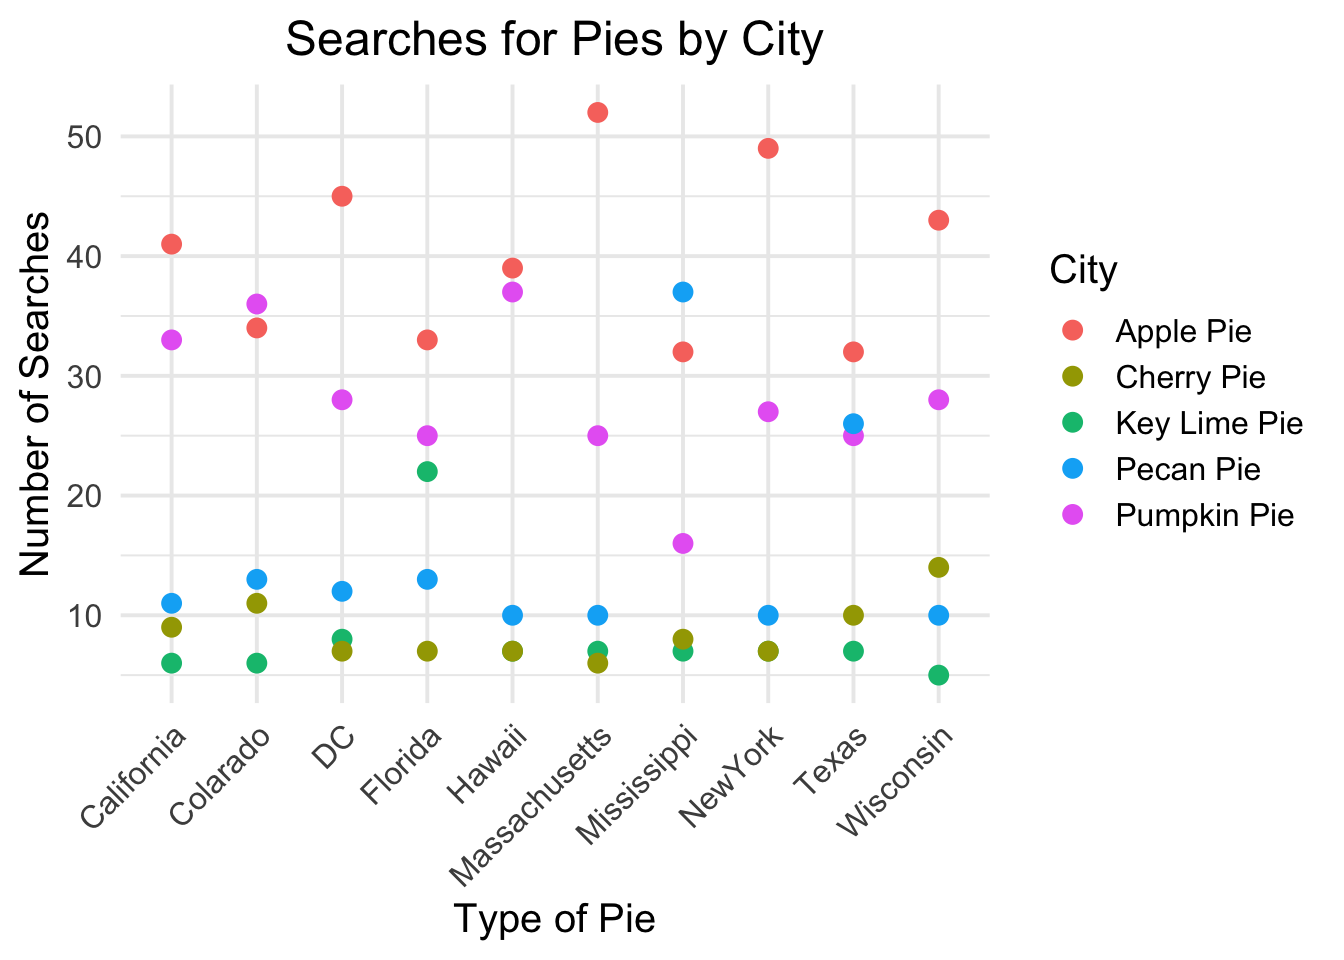 Searches for Pies by City
Number of Searches
50
40
30
20
10
California
Colarado
DC
Florida
Hawaii
Massachusetts
Mississippi
NewYork
Texas
Wisconsin
Type of Pie
City
Apple Pie
Cherry Pie
Key Lime Pie
Pecan Pie
Pumpkin Pie